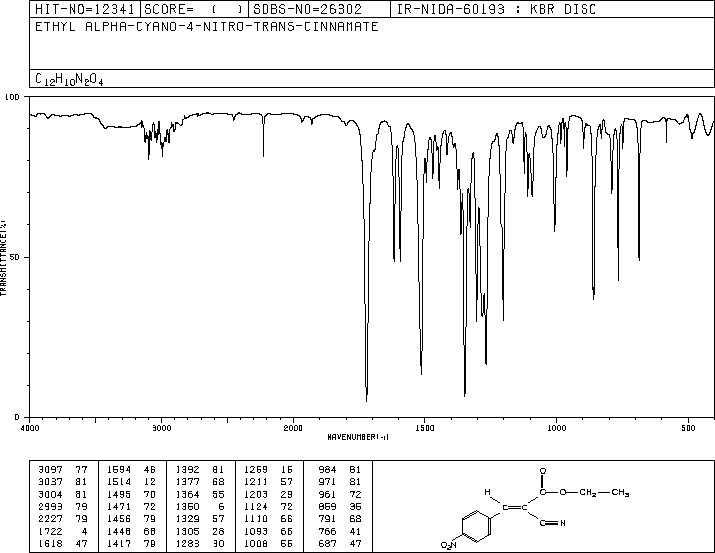 HIT-NO=12341 SCORE= ( ) SDBS-NO=26302 IR-NIDA-60193 : KBR DISC
ETHYL ALPHA-CYANO-4-NITRO-TRANS-CINNAMATE
C12H10N2O4
100
TRANSMITTANCE(%)
50
0
4000 3000 2000 1500 1000 500
WAVENUMBER(-1)
3097 77 1594 46 1392 81 1269 16 984 81
3037 81 1514 12 1377 68 1211 57 971 81
3004 81 1495 70 1364 55 1203 29 961 72
2993 79 1471 72 1350 6 1124 72 859 35
2227 79 1456 79 1329 57 1110 66 791 68
1722 4 1448 68 1305 28 1093 66 766 41
1618 47 1417 79 1283 30 1008 55 687 47
O
H C O CH2 CH3
C C
C N
O2N